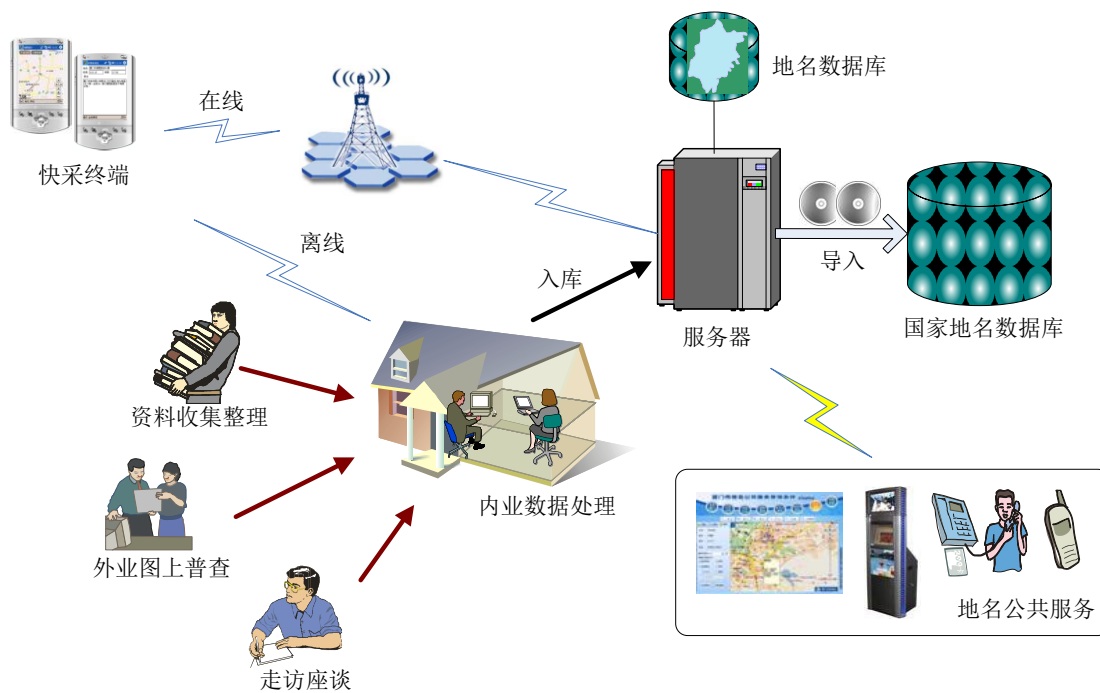 地名数据库
在线
快采终端
离线
入库
导入
服务器
国家地名数据库
资料收集整理
内业数据处理
外业图上普查
地名公共服务
走访座谈